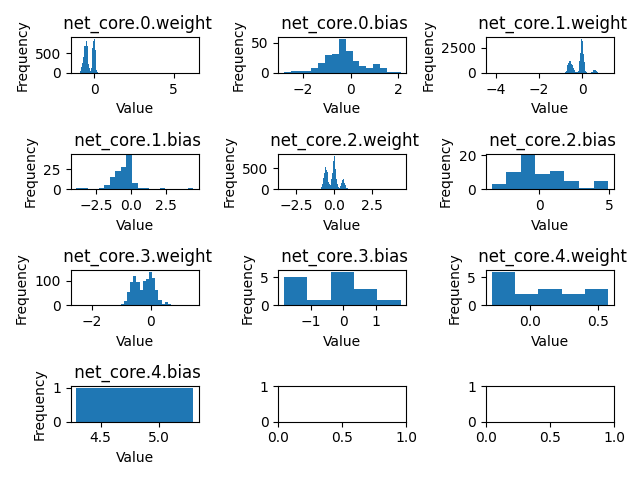 net_core.0.weight
Frequency
500
0
0
5
Value
net_core.0.bias
Frequency
50
0
−2
0
2
Value
net_core.1.weight
Frequency
2500
0
−4
−2
0
Value
net_core.1.bias
Frequency
25
0
−2.5
0.0
2.5
Value
net_core.2.weight
Frequency
500
0
−2.5
0.0
2.5
Value
net_core.2.bias
Frequency
20
0
0
5
Value
net_core.3.weight
Frequency
100
0
−2
0
Value
net_core.3.bias
Frequency
5
0
−1
0
1
Value
net_core.4.weight
Frequency
5
0
0.0
0.5
Value
net_core.4.bias
Frequency
1
0
4.5
5.0
Value
1
0
0.0
0.5
1.0
1
0
0.0
0.5
1.0